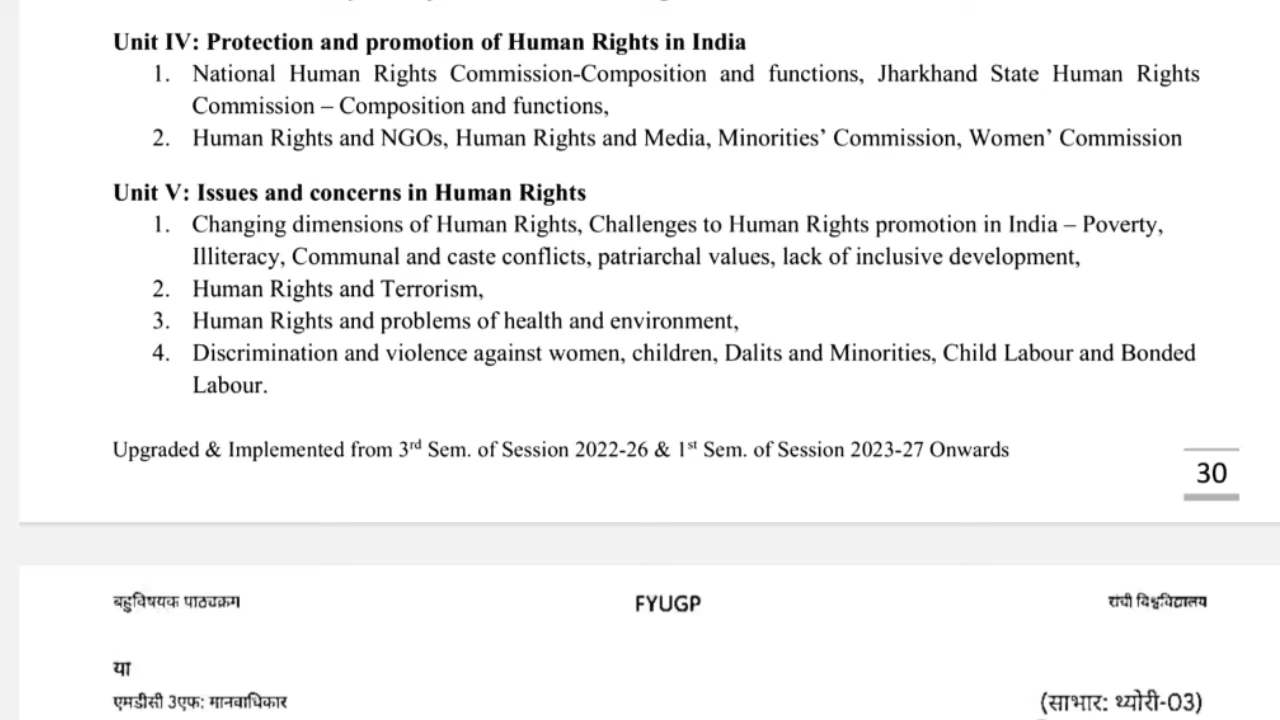 Unit IV: Protection and promotion of Human Rights in India
1. National Human Rights Commission-Composition and functions, Jharkhand State Human Rights
Commission – Composition and functions,
2. Human Rights and NGOs, Human Rights and Media, Minorities’ Commission, Women’ Commission
Unit V: Issues and concerns in Human Rights
1. Changing dimensions of Human Rights, Challenges to Human Rights promotion in India – Poverty,
Illiteracy, Communal and caste conflicts, patriarchal values, lack of inclusive development,
2. Human Rights and Terrorism,
3. Human Rights and problems of health and environment,
4. Discrimination and violence against women, children, Dalits and Minorities, Child Labour and Bonded
Labour.
Upgraded & Implemented from 3rd Sem. of Session 2022-26 & 1st Sem. of Session 2023-27 Onwards
30
बहुविषयक पाठ्यक्रम FYUGP रांची विश्वविद्यालय
या
एमडीसी 3एफ: मानवाधिकार (साभार: थ्योरी-03)